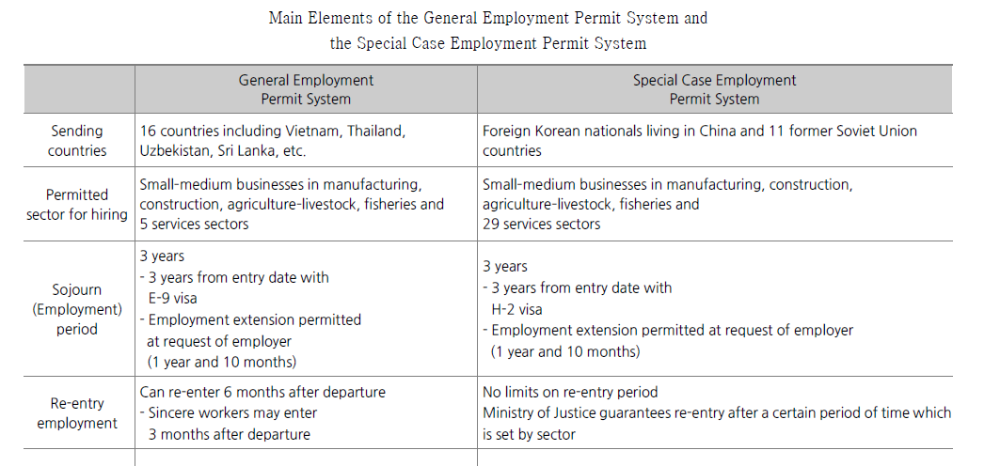 Main Elements of the General Employment Permit System and
the Special Case Employment Permit System
General Employment
Permit System
Special Case Employment
Permit System
Sending
countries
16 countries including Vietnam, Thailand,
Uzbekistan, Sri Lanka, etc.
Foreign Korean nationals living in China and 11 former Soviet Union
countries
Permitted
sector for hiring
Small-medium businesses in manufacturing,
construction, agriculture-livestock, fisheries and
5 services sectors
Small-medium businesses in manufacturing, construction,
agriculture-livestock, fisheries and
29 services sectors
Sojourn
(Employment)
period
3 years
- 3 years from entry date with
E-9 visa
- Employment extension permitted
at request of employer
(1 year and 10 months)
3 years
- 3 years from entry date with
H-2 visa
- Employment extension permitted at request of employer
(1 year and 10 months)
Re-entry
employment
Can re-enter 6 months after departure
- Sincere workers may enter
3 months after departure
No limits on re-entry period
Ministry of Justice guarantees re-entry after a certain period of time which
is set by sector